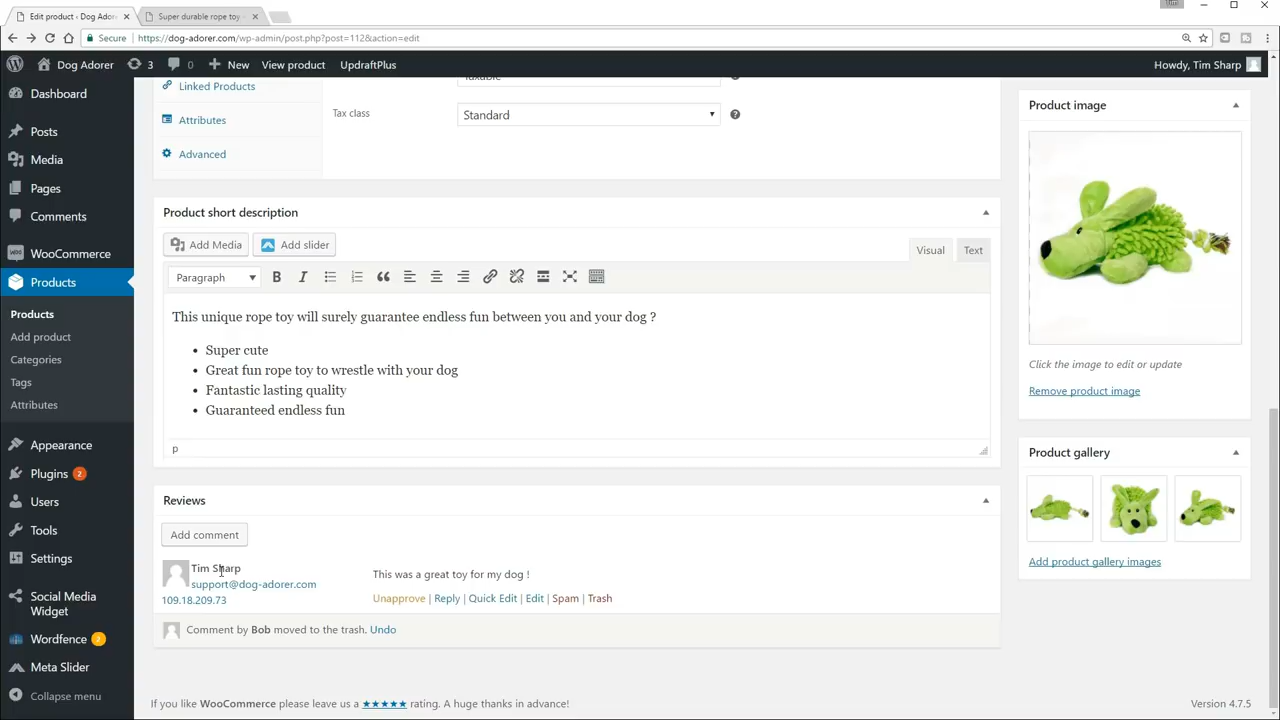 Edit product ‹ Dog Ador
Super durable rope toy
Secure
https://dog-adorer.com/wp-admin/post.php?post=112&action=edit
Dog Adorer
3
0
New
View product
UpdraftPlus
Howdy, Tim Sharp
Dashboard
Posts
Media
Pages
Comments
WooCommerce
Products
Products
Add product
Categories
Tags
Attributes
Appearance
Plugins 2
Users
Tools
Settings
Social Media
Widget
Wordfence 2
Meta Slider
Collapse menu
Linked Products
Attributes
Advanced
Taxable
Tax class
Standard
Product short description
Add Media
Add slider
Visual
Text
Paragraph
This unique rope toy will surely guarantee endless fun between you and your dog ?
• Super cute
• Great fun rope toy to wrestle with your dog
• Fantastic lasting quality
• Guaranteed endless fun
p
Reviews
Add comment
Tim Sharp
support@dog-adorer.com
109.18.209.73
This was a great toy for my dog !
Unapprove | Reply | Quick Edit | Edit | Spam | Trash
Comment by Bob moved to the trash. Undo
If you like WooCommerce please leave us a ★★★★★ rating. A huge thanks in advance!
Version 4.7.5
Product image
Click the image to edit or update
Remove product image
Product gallery
Add product gallery images